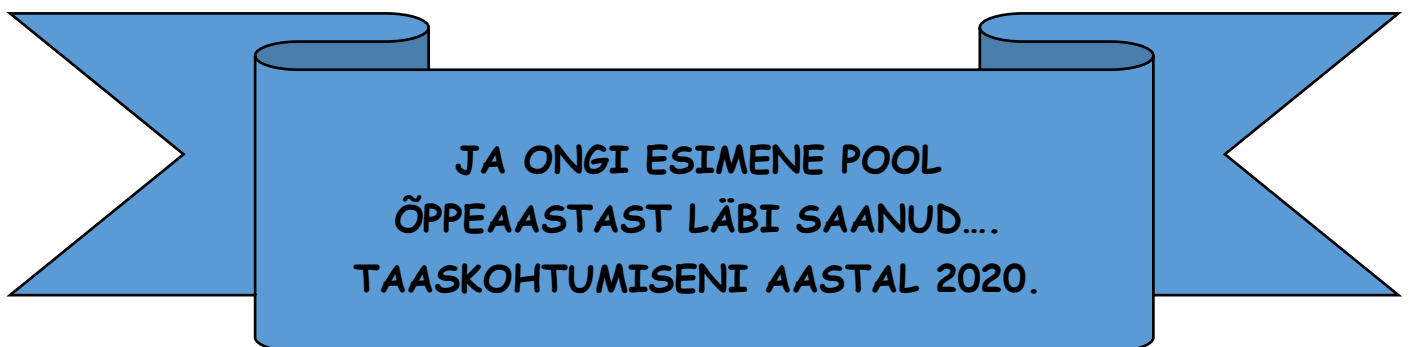 JA ONGI ESIMENE POOL
ÕPPEAASTAST LÄBI SAANUD….
TAASKOHTUMISENI AASTAL 2020.